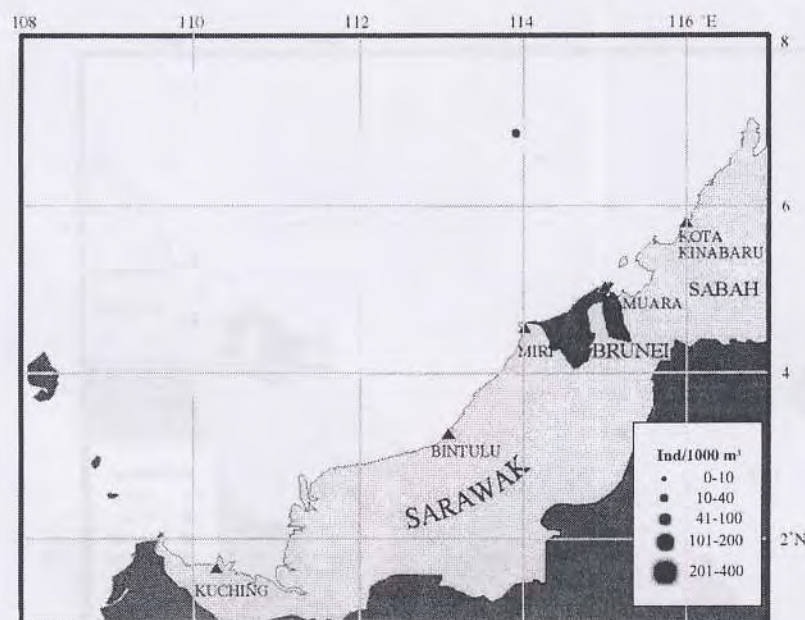 108 110 112 114 116 °E
8
6
KOTA
KINABARU
MUARA
SABAH
MIRI
BRUNEI
4
BINTULU
SARAWAK
Ind/1000 m³
0-10
10-40
41-100
101-200
201-400
2°N
KUCHING